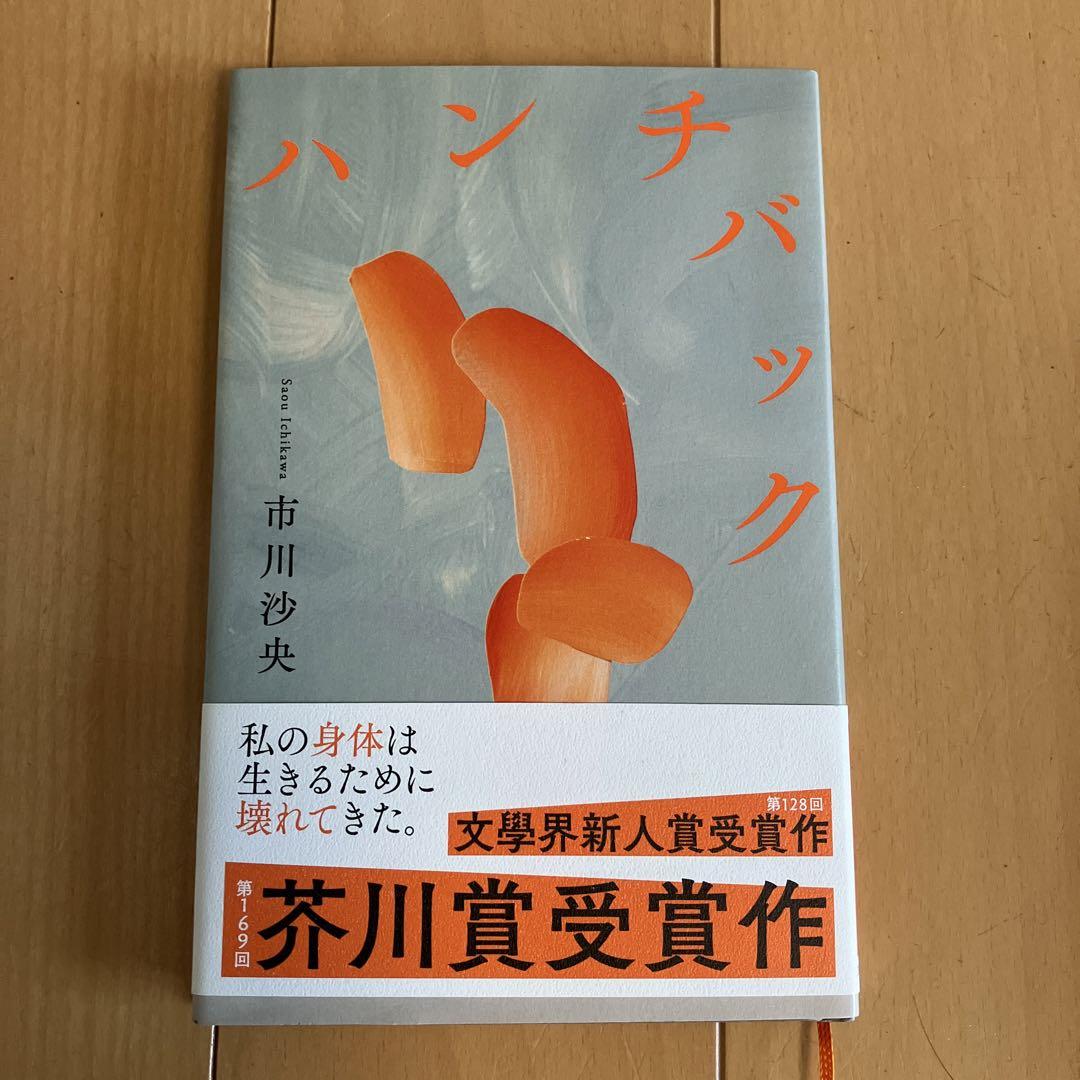 ハンチバック
Saou Ichikawa
市川沙央
私の身体は
生きるために
壊れてきた。
第128回
文學界新人賞受賞作
第169回
芥川賞受賞作